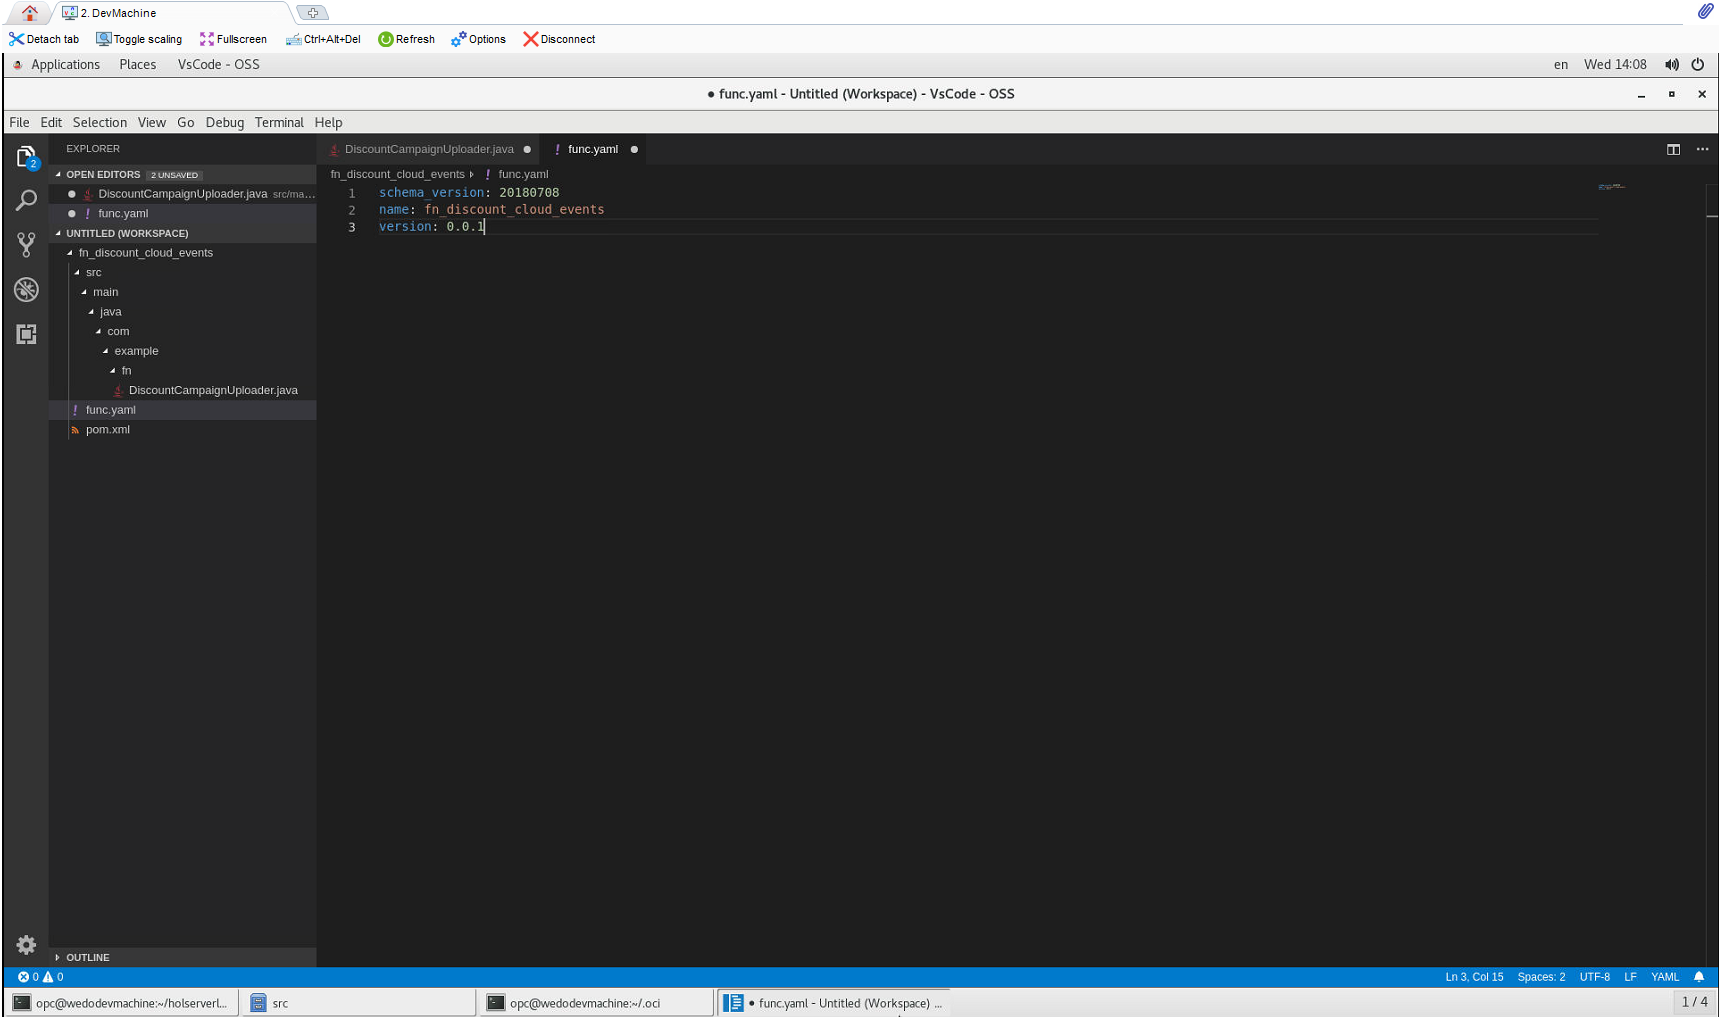 2. DevMachine
Detach tab Toggle scaling Fullscreen Ctrl+Alt+Del Refresh Options Disconnect
Applications Places VsCode - OSS en Wed 14:08
● func.yaml - Untitled (Workspace) - VsCode - OSS
File Edit Selection View Go Debug Terminal Help
EXPLORER
2
OPEN EDITORS 2 UNSAVED
DiscountCampaignUploader.java src/ma...
func.yaml
UNTITLED (WORKSPACE)
fn_discount_cloud_events
src
main
java
com
example
fn
DiscountCampaignUploader.java
func.yaml
pom.xml
OUTLINE
DiscountCampaignUploader.java ● ! func.yaml ●
fn_discount_cloud_events ! func.yaml
1 schema_version: 20180708
2 name: fn_discount_cloud_events
3 version: 0.0.1
0 0 Ln 3, Col 15 Spaces: 2 UTF-8 LF YAML
opc@wedodevmachine:~/holserverl... src opc@wedodevmachine:~/.oci ● func.yaml - Untitled (Workspace) ... 1 / 4